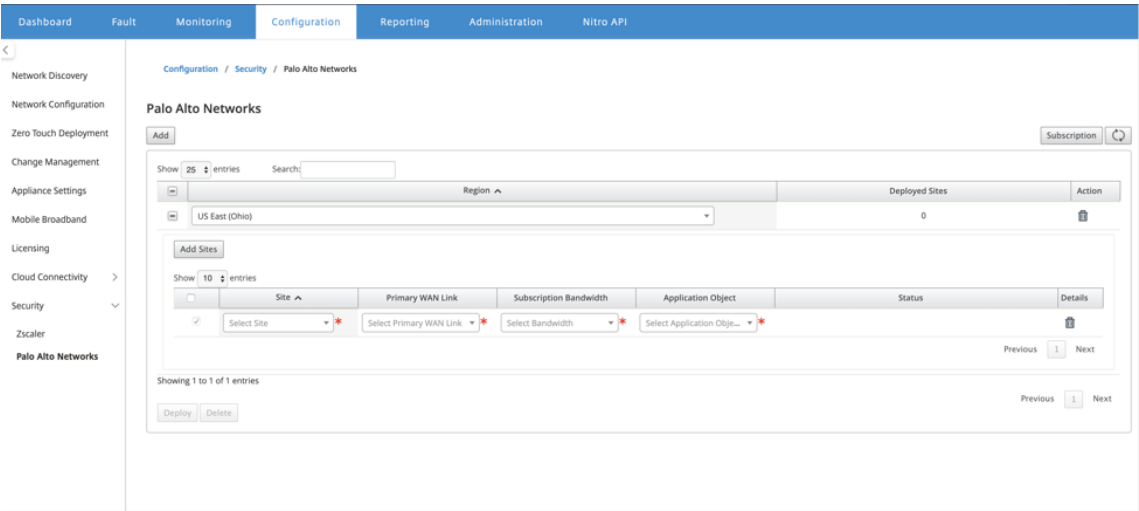 Dashboard Fault Monitoring Configuration Reporting Administration Nitro API
Network Discovery
Network Configuration
Zero Touch Deployment
Change Management
Appliance Settings
Mobile Broadband
Licensing
Cloud Connectivity
Security
Zscaler
Palo Alto Networks
Configuration / Security / Palo Alto Networks
Palo Alto Networks
Add Subscription
Show 25 entries Search:
Region Deployed Sites Action
US East (Ohio) 0
Add Sites
Show 10 entries
Site Primary WAN Link Subscription Bandwidth Application Object Status Details
Select Site * Select Primary WAN Link * Select Bandwidth * Select Application Obje... *
Previous 1 Next
Showing 1 to 1 of 1 entries
Previous 1 Next
Deploy Delete